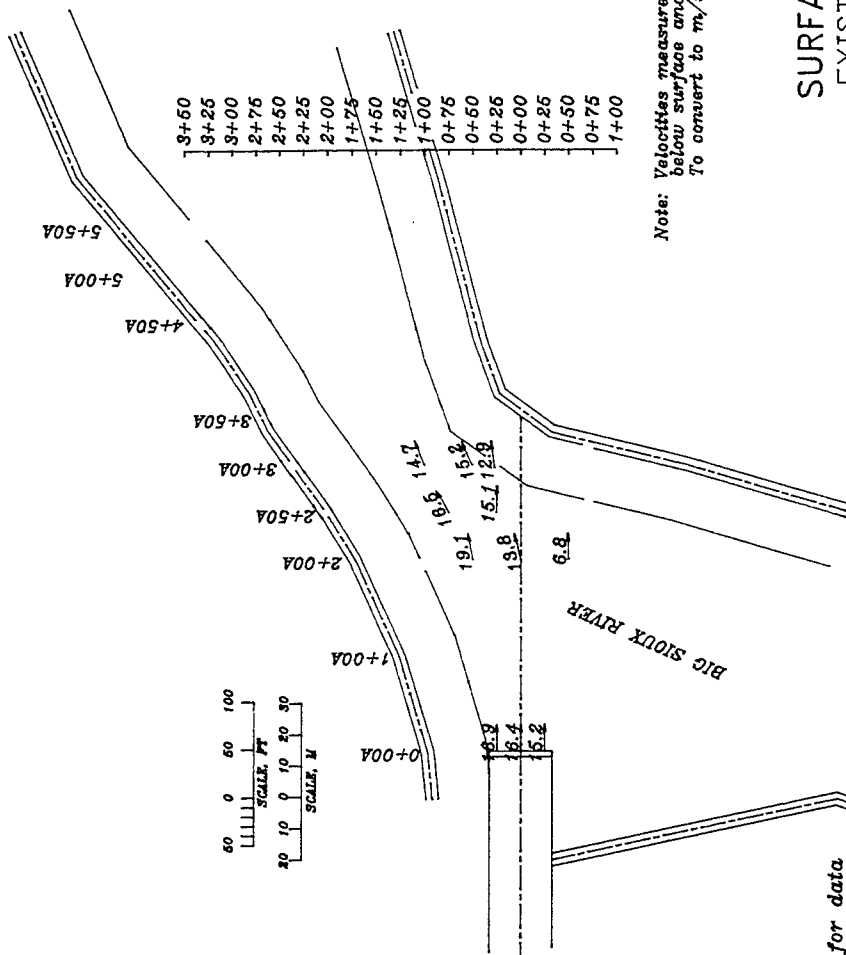 5+50A
5+00A
4+50A
3+50A
3+00A
2+50A
2+00A
1+00A
0+00A
3+50
3+25
3+00
2+75
2+50
2+25
2+00
1+75
1+50
1+25
1+00
0+75
0+50
0+25
0+00
0+25
0+50
0+75
1+00
Note: Velocities measure
below surface and
To convert to m/
SURFA
EXIST
14.7
16.5
15.2
12.9
15.1
19.1
13.8
6.8
BIG SIOUX RIVER
50 0 50 100
SCALE, FT
20 10 0 10 20 30
SCALE, M
16.4
15.2
for data